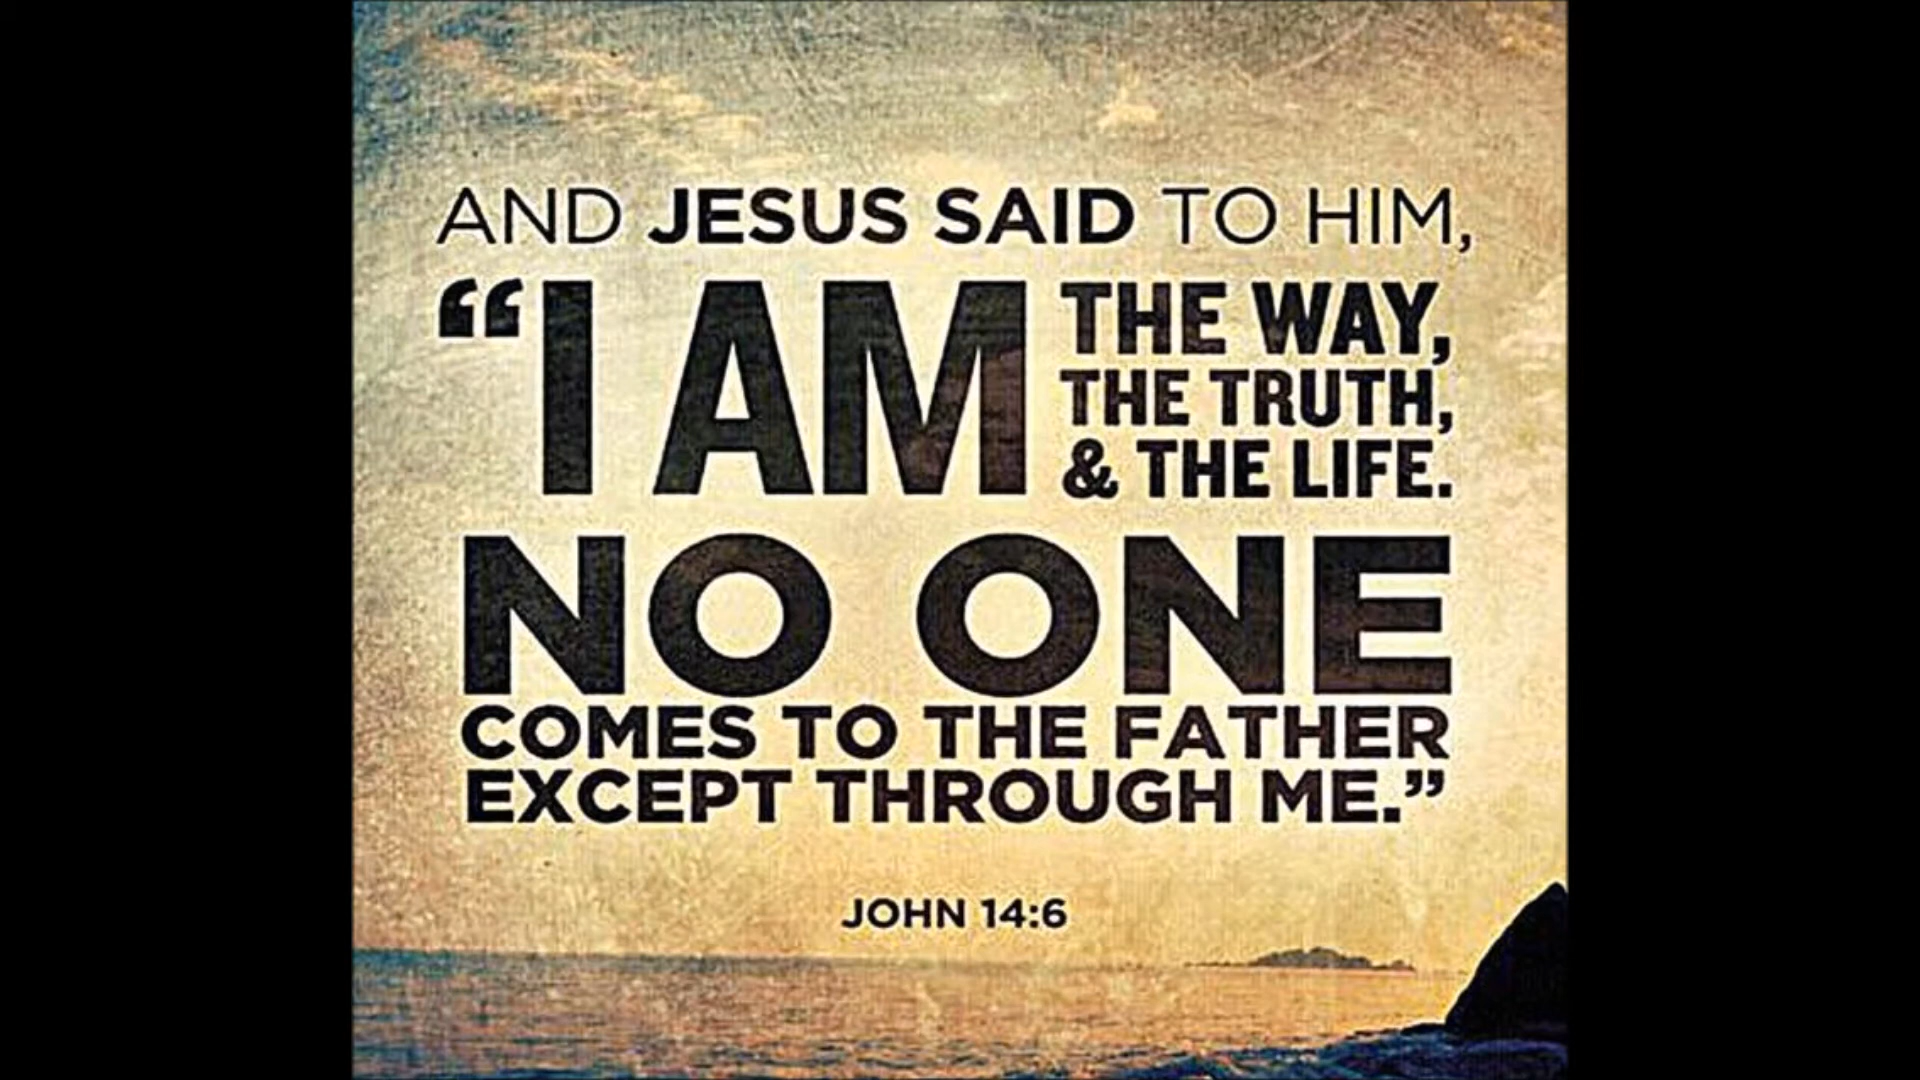 AND JESUS SAID TO HIM,
“I AM THE WAY,
THE TRUTH,
& THE LIFE.
NO ONE
COMES TO THE FATHER
EXCEPT THROUGH ME.”
JOHN 14:6